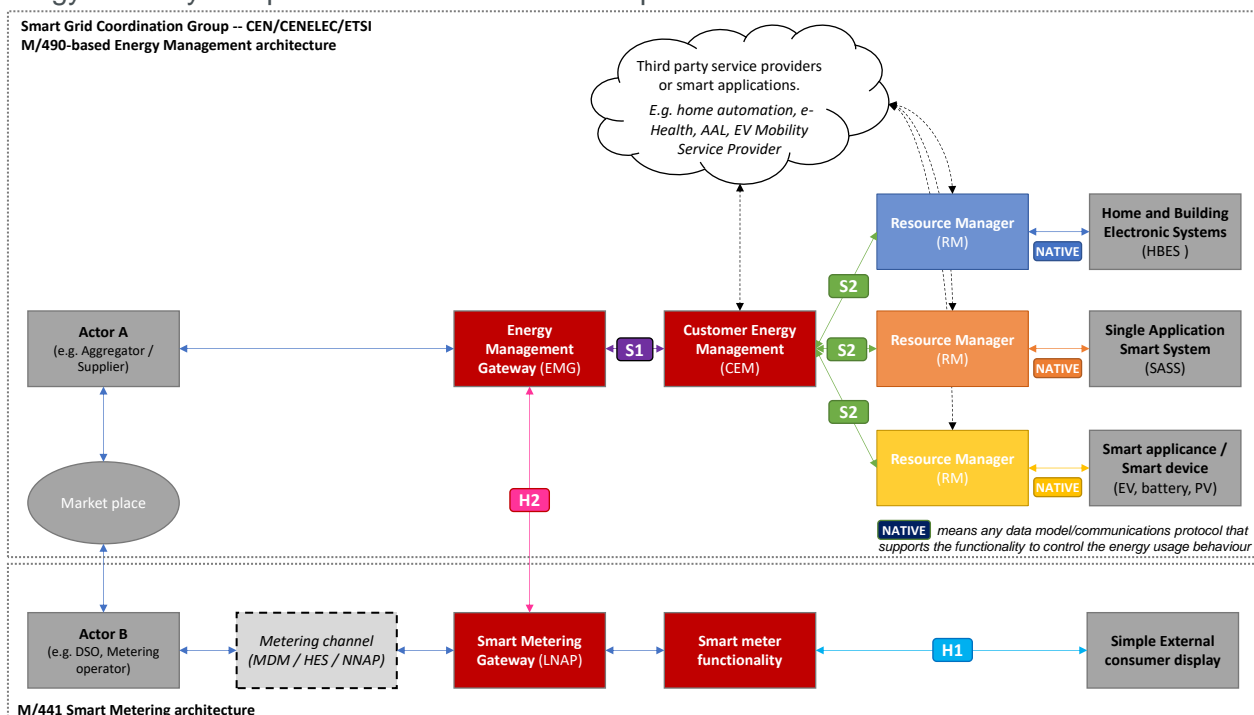 Smart Grid Coordination Group -- CEN/CENELEC/ETSI
M/490-based Energy Management architecture
Third party service providers
or smart applications.
E.g. home automation, e-
Health, AAL, EV Mobility
Service Provider
Resource Manager
(RM)
NATIVE
Home and Building
Electronic Systems
(HBES )
S2
Actor A
(e.g. Aggregator /
Supplier)
Energy
Management
Gateway (EMG)
S1
Customer Energy
Management
(CEM)
S2
Resource Manager
(RM)
NATIVE
Single Application
Smart System
(SASS)
S2
Resource Manager
(RM)
NATIVE
Smart applicance /
Smart device
(EV, battery, PV)
Market place
H2
NATIVE means any data model/communications protocol that
supports the functionality to control the energy usage behaviour
Actor B
(e.g. DSO, Metering
operator)
Metering channel
(MDM / HES / NNAP)
Smart Metering
Gateway (LNAP)
Smart meter
functionality
H1
Simple External
consumer display
M/441 Smart Metering architecture